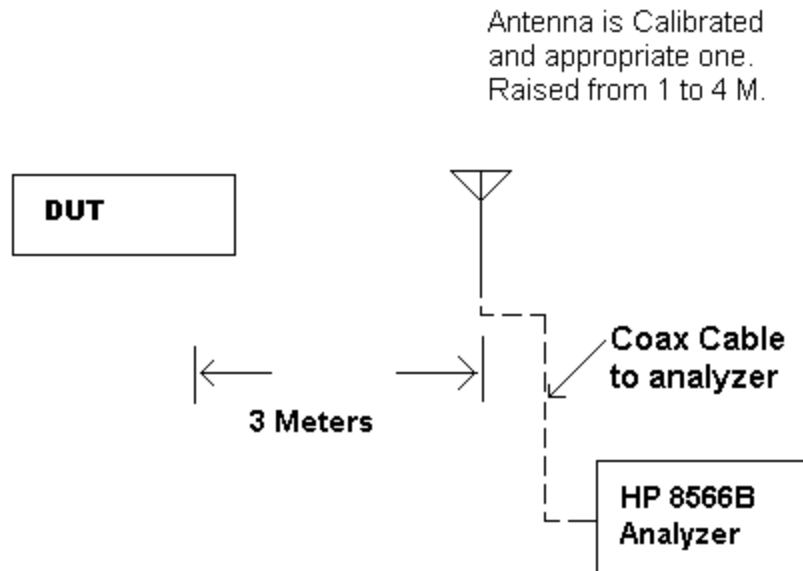 Antenna is Calibrated
and appropriate one.
Raised from 1 to 4 M.
DUT
Coax Cable
to analyzer
3 Meters
HP 8566B
Analyzer